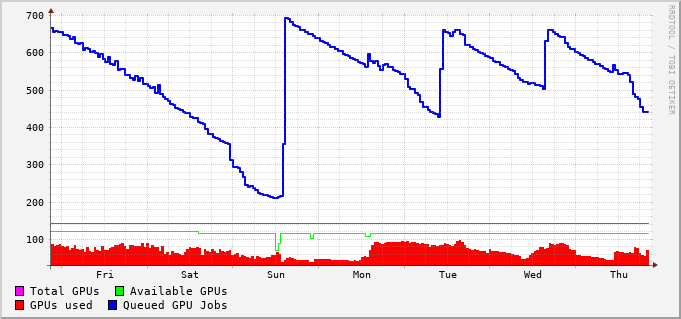 700
600
500
400
300
200
100
Fri Sat Sun Mon Tue Wed Thu
Total GPUs Available GPUs
GPUs used Queued GPU Jobs
RRDTOOL / TOBI OETIKER